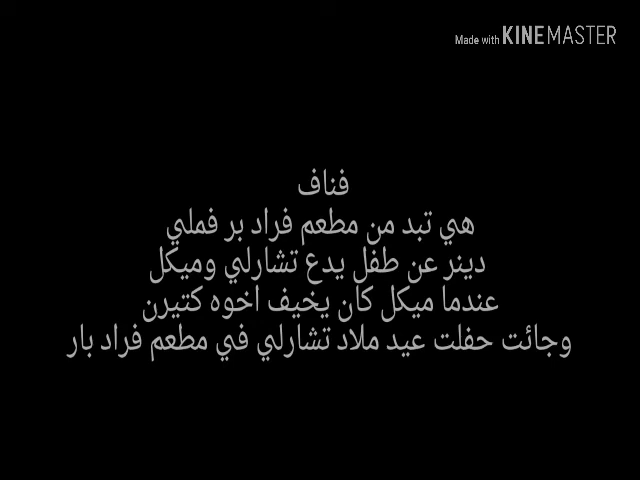 Made with KINEMASTER
فناف
هي تبد من مطعم فراد بر فملي
دينر عن طفل يدع تشارلي وميكل
عندما ميكل كان يخيف اخوه كتيرن
وجائت حفلت عيد ملاد تشارلي في مطعم فراد بار